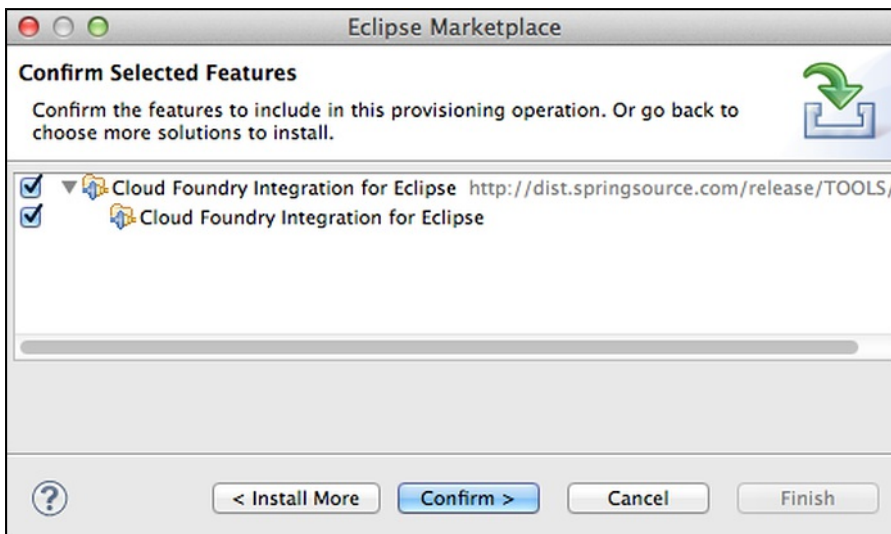 Eclipse Marketplace
Confirm Selected Features
Confirm the features to include in this provisioning operation. Or go back to
choose more solutions to install.
Cloud Foundry Integration for Eclipse http://dist.springsource.com/release/TOOLS/
Cloud Foundry Integration for Eclipse
?
< Install More Confirm > Cancel Finish